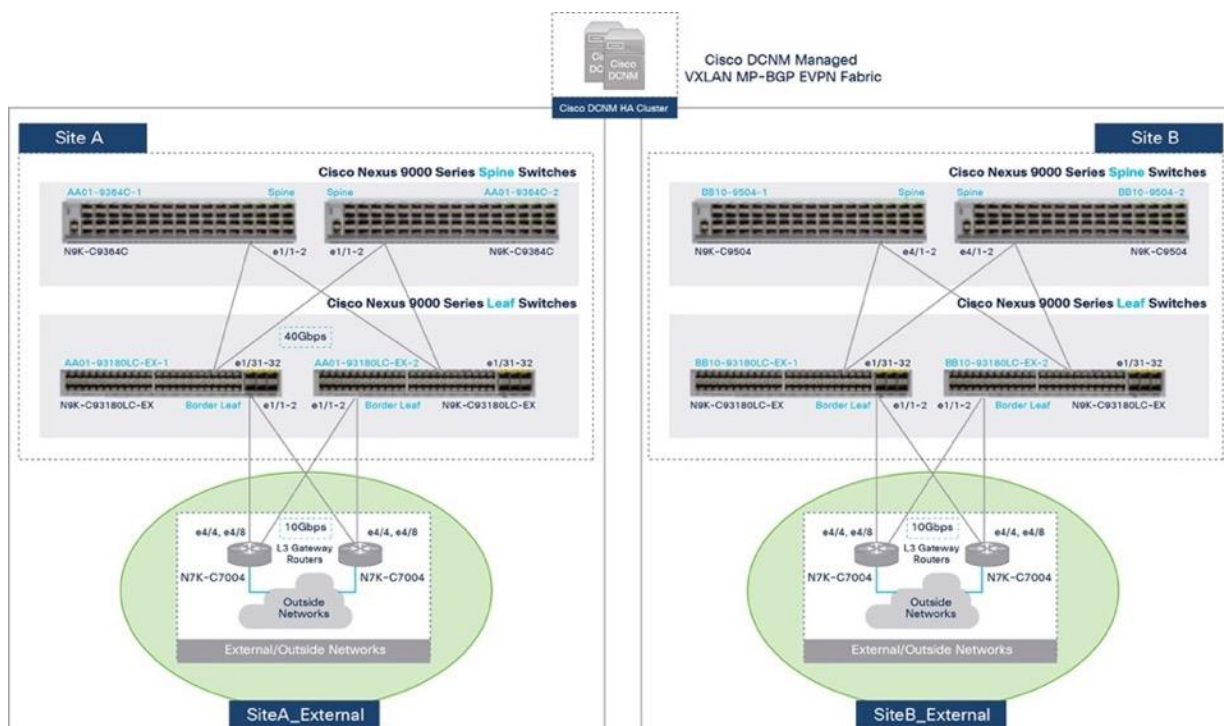 Cisco
DCNM
Cisco DCNM HA Cluster
Cisco DCNM Managed
VXLAN MP-BGP EVPN Fabric
Site A
Cisco Nexus 9000 Series Spine Switches
AA01-9364C-1
Spine
Spine
AA01-9364C-2
N9K-C9364C
e1/1-2
e1/1-2
N9K-C9364C
Cisco Nexus 9000 Series Leaf Switches
40Gbps
AA01-93180LC-EX-1
e1/31-32
AA01-93180LC-EX-2
e1/31-32
N9K-C93180LC-EX
Border Leaf
e1/1-2
e1/1-2
Border Leaf
N9K-C93180LC-EX
e4/4, e4/8
10Gbps
e4/4, e4/8
L3 Gateway
Routers
N7K-C7004
N7K-C7004
Outside
Networks
External/Outside Networks
SiteA_External
Site B
Cisco Nexus 9000 Series Spine Switches
BB10-9504-1
Spine
Spine
BB10-9504-2
N9K-C9504
e4/1-2
e4/1-2
N9K-C9504
Cisco Nexus 9000 Series Leaf Switches
BB10-93180LC-EX-1
e1/31-32
BB10-93180LC-EX-2
e1/31-32
N9K-C93180LC-EX
Border Leaf
e1/1-2
e1/1-2
Border Leaf
N9K-C93180LC-EX
e4/4, e4/8
10Gbps
e4/4, e4/8
L3 Gateway
Routers
N7K-C7004
N7K-C7004
Outside
Networks
External/Outside Networks
SiteB_External